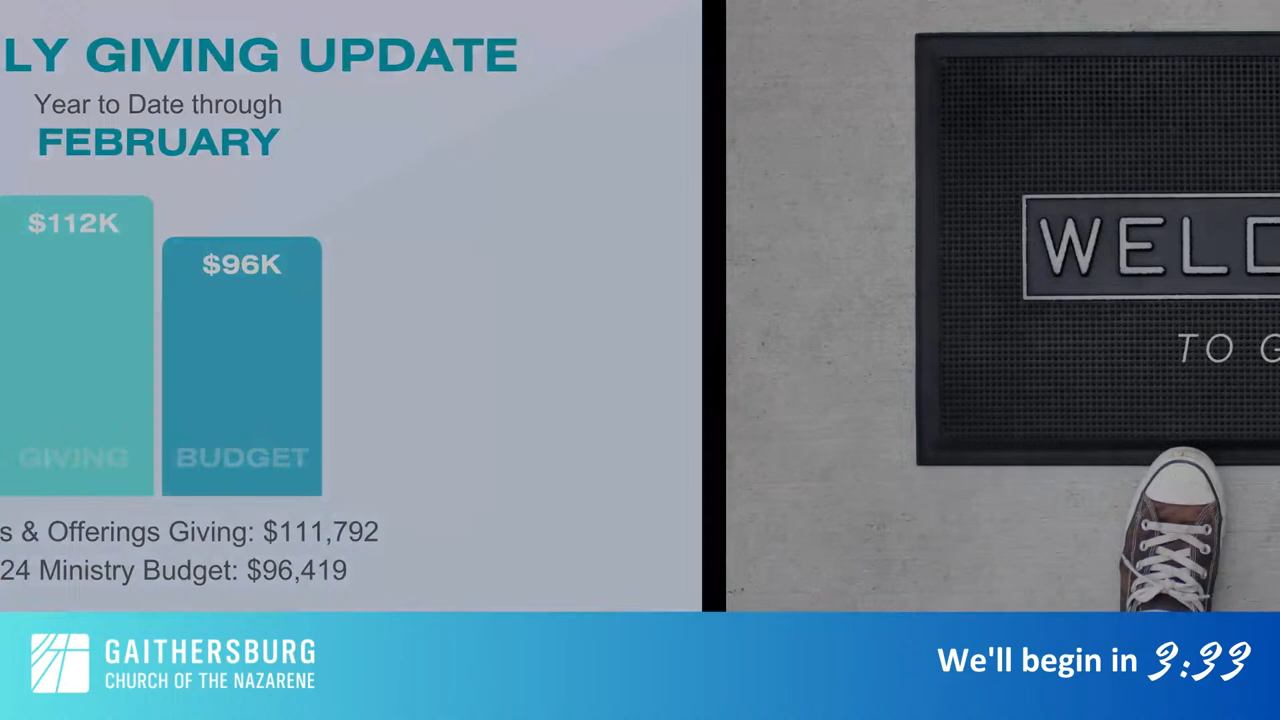 LY GIVING UPDATE
Year to Date through
FEBRUARY
$112K
$96K
GIVING
BUDGET
s & Offerings Giving: $111,792
24 Ministry Budget: $96,419
WELC
TO G
GAITHERSBURG
CHURCH OF THE NAZARENE
We'll begin in 3:33